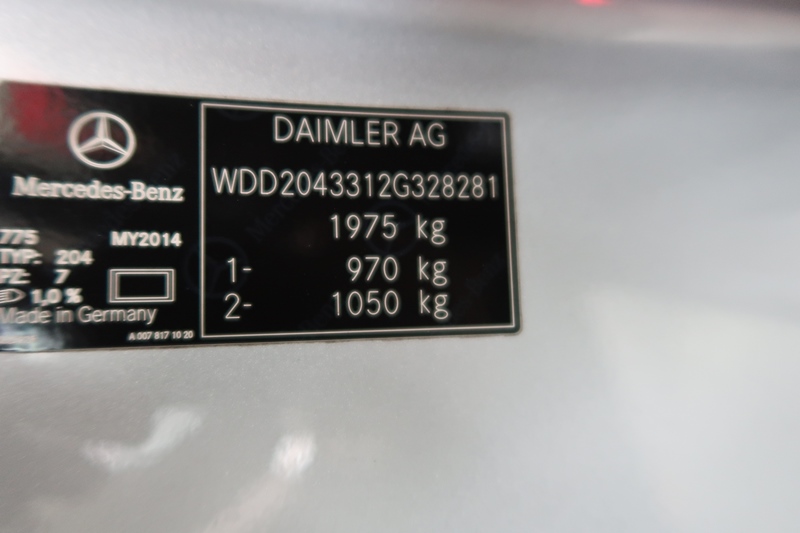 Mercedes-Benz
775 MY2014
TYP: 204
PZ: 7
1,0 %
Made in Germany
A 007 817 10 20
DAIMLER AG
WDD2043312G328281
1975 kg
1- 970 kg
2- 1050 kg